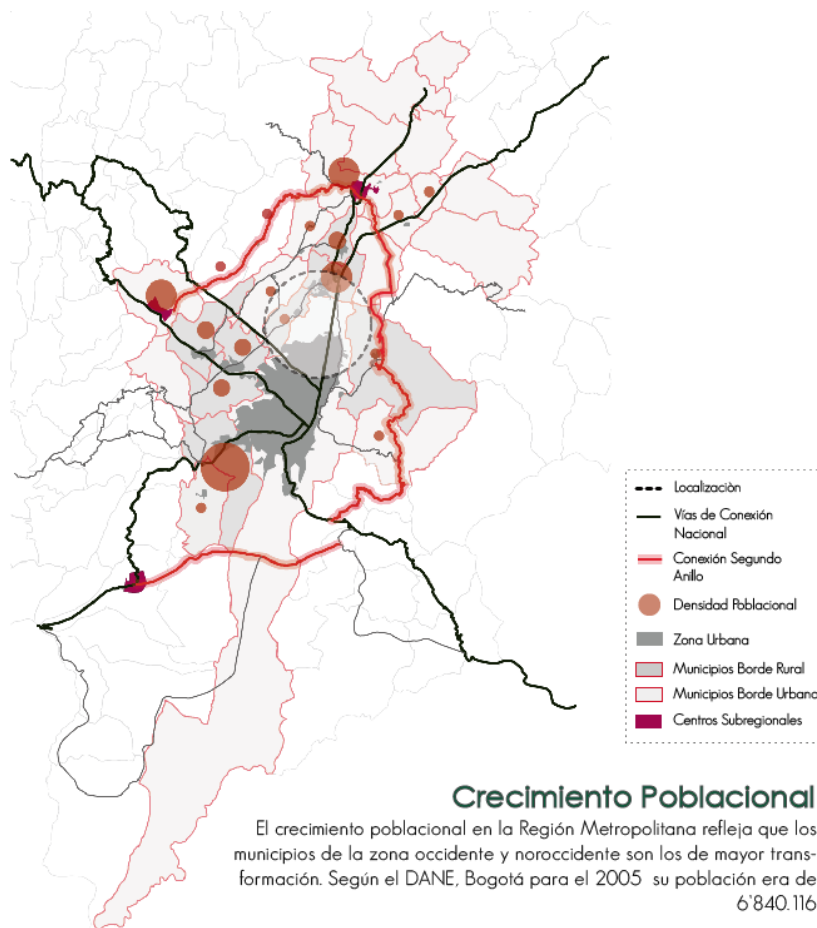 Localizaciòn
Vías de Conexión
Nacional
Conexión Segundo
Anillo
Densidad Poblacional
Zona Urbana
Municipios Borde Rural
Municipios Borde Urbano
Centros Subregionales
Crecimiento Poblacional
El crecimiento poblacional en la Región Metropolitana refleja que los
municipios de la zona occidente y noroccidente son los de mayor trans-
formación. Según el DANE, Bogotá para el 2005 su población era de
6'840.116